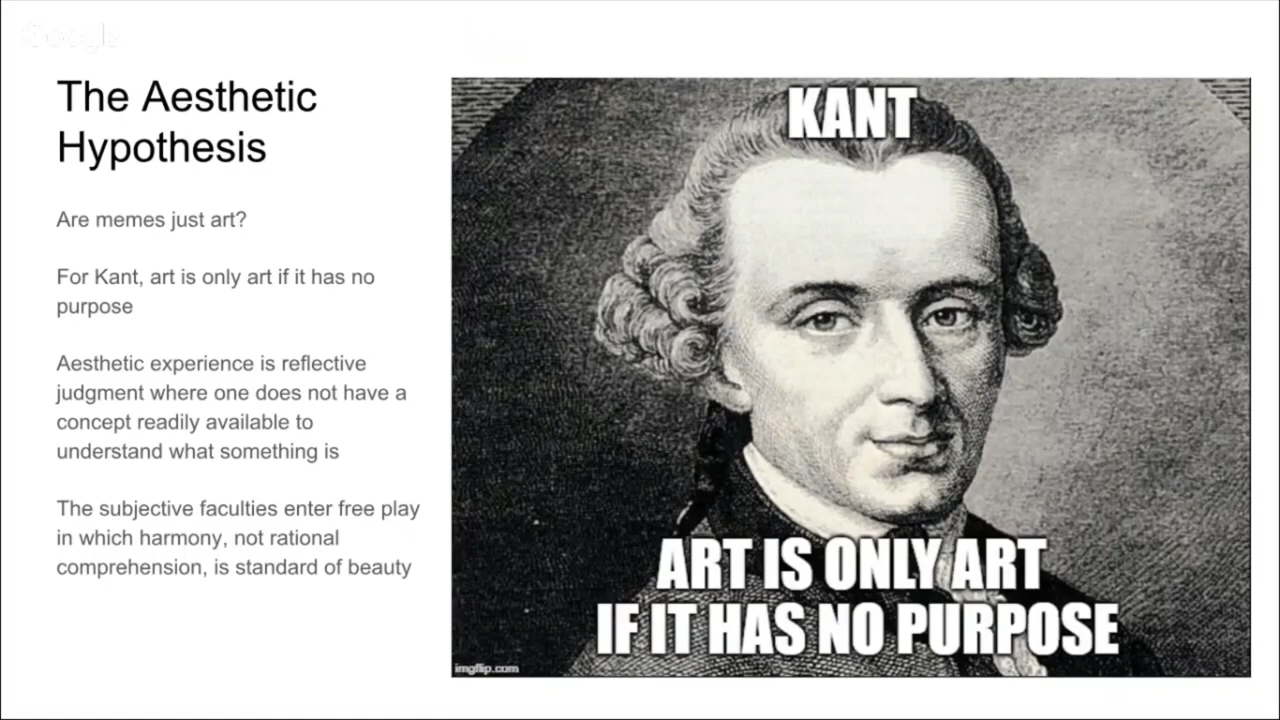 Google
The Aesthetic
Hypothesis
Are memes just art?
For Kant, art is only art if it has no
purpose
Aesthetic experience is reflective
judgment where one does not have a
concept readily available to
understand what something is
The subjective faculties enter free play
in which harmony, not rational
comprehension, is standard of beauty
KANT
ART IS ONLY ART
IF IT HAS NO PURPOSE
imgflip.com